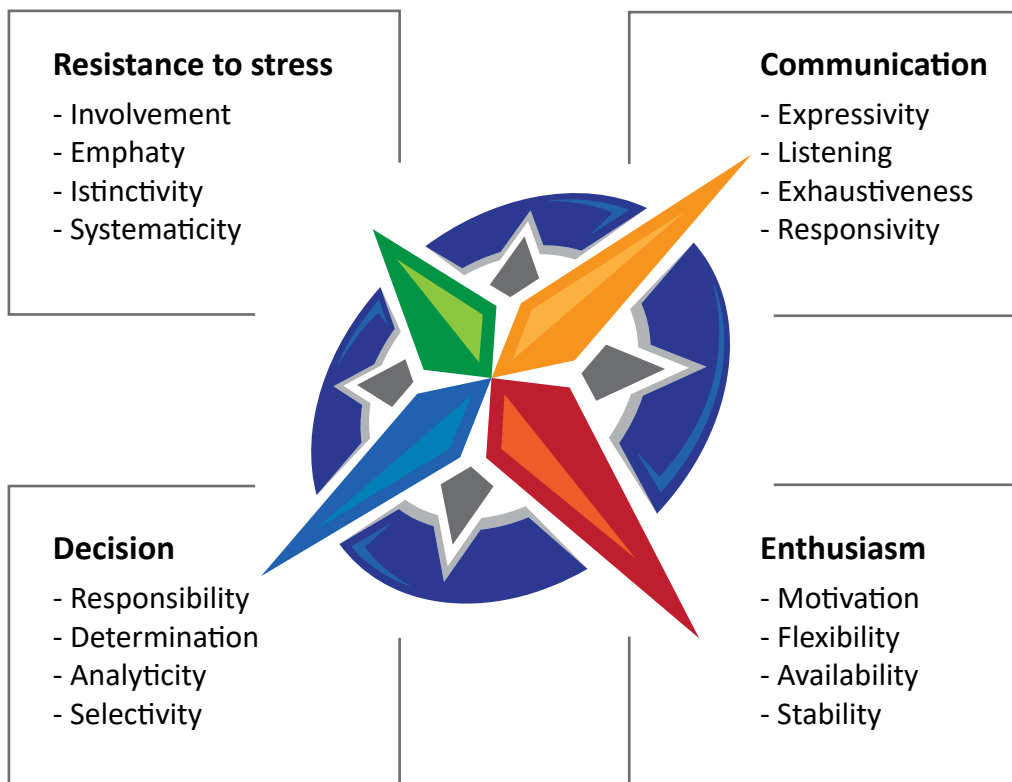 Resistance to stress
- Involvement
- Emphaty
- Istinctivity
- Systematicity
Communication
- Expressivity
- Listening
- Exhaustiveness
- Responsivity
Decision
- Responsibility
- Determination
- Analyticity
- Selectivity
Enthusiasm
- Motivation
- Flexibility
- Availability
- Stability